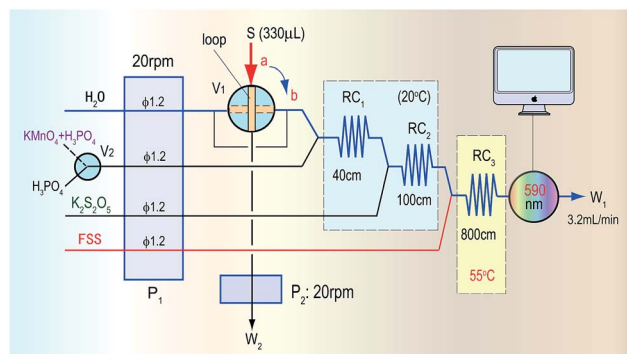 S (330μL)
loop
20rpm
a
V₁
b
H₂O
ϕ1.2
RC₁
(20°C)
RC₂
KMnO₄+H₃PO₄
V₂
ϕ1.2
H₃PO₄
40cm
RC₃
590
nm
W₁
K₂S₂O₅
ϕ1.2
100cm
3.2mL/min
FSS
ϕ1.2
800cm
55°C
P₁
P₂: 20rpm
W₂